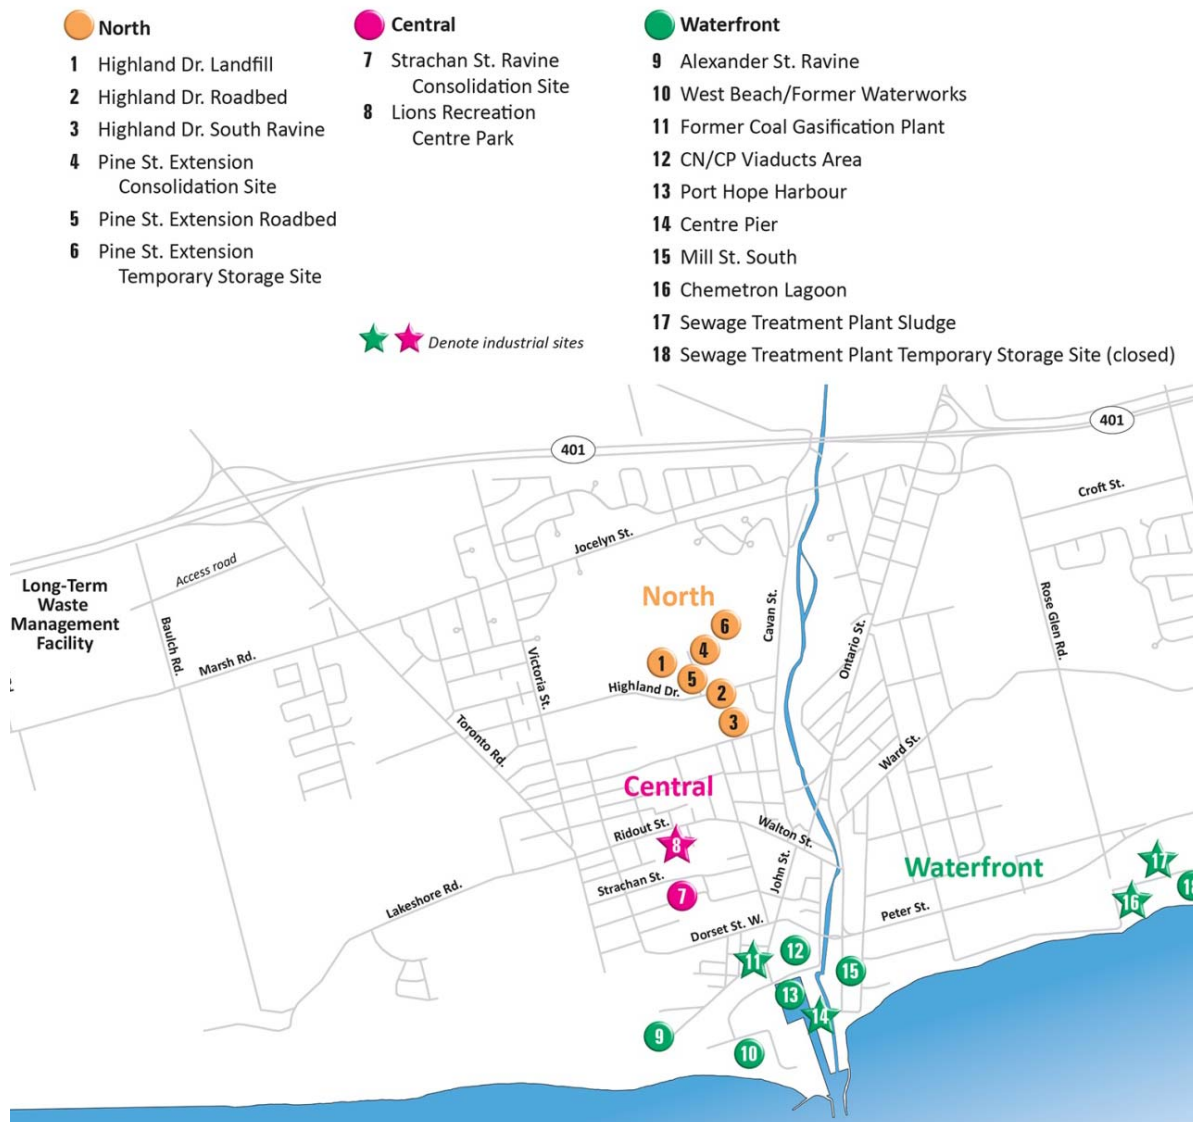 North
1 Highland Dr. Landfill
2 Highland Dr. Roadbed
3 Highland Dr. South Ravine
4 Pine St. Extension
Consolidation Site
5 Pine St. Extension Roadbed
6 Pine St. Extension
Temporary Storage Site
Central
7 Strachan St. Ravine
Consolidation Site
8 Lions Recreation
Centre Park
Denote industrial sites
Waterfront
9 Alexander St. Ravine
10 West Beach/Former Waterworks
11 Former Coal Gasification Plant
12 CN/CP Viaducts Area
13 Port Hope Harbour
14 Centre Pier
15 Mill St. South
16 Chemetron Lagoon
17 Sewage Treatment Plant Sludge
18 Sewage Treatment Plant Temporary Storage Site (closed)
401
401
Croft St.
Jocelyn St.
Access road
Long-Term
Waste
Management
Facility
Baulch Rd.
Marsh Rd.
Victoria St.
Toronto Rd.
North
6
4
1
5
Highland Dr.
2
3
Cavan St.
Ontario St.
Rose Glen Rd.
Ward St.
Central
Ridout St.
8
Walton St.
John St.
Strachan St.
7
Lakeshore Rd.
Dorset St. W.
Waterfront
Peter St.
17
16
11
12
15
13
14
9
10